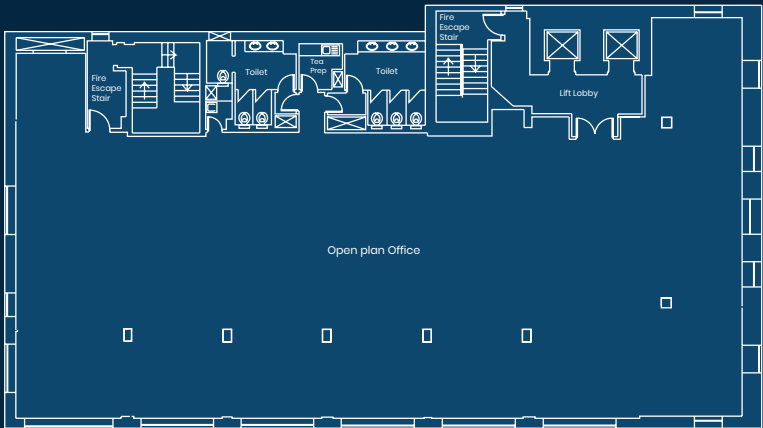 Fire
Escape
Stair
Fire
Escape
Stair
Toilet
Tea
Prep
Toilet
Lift Lobby
Open plan Office